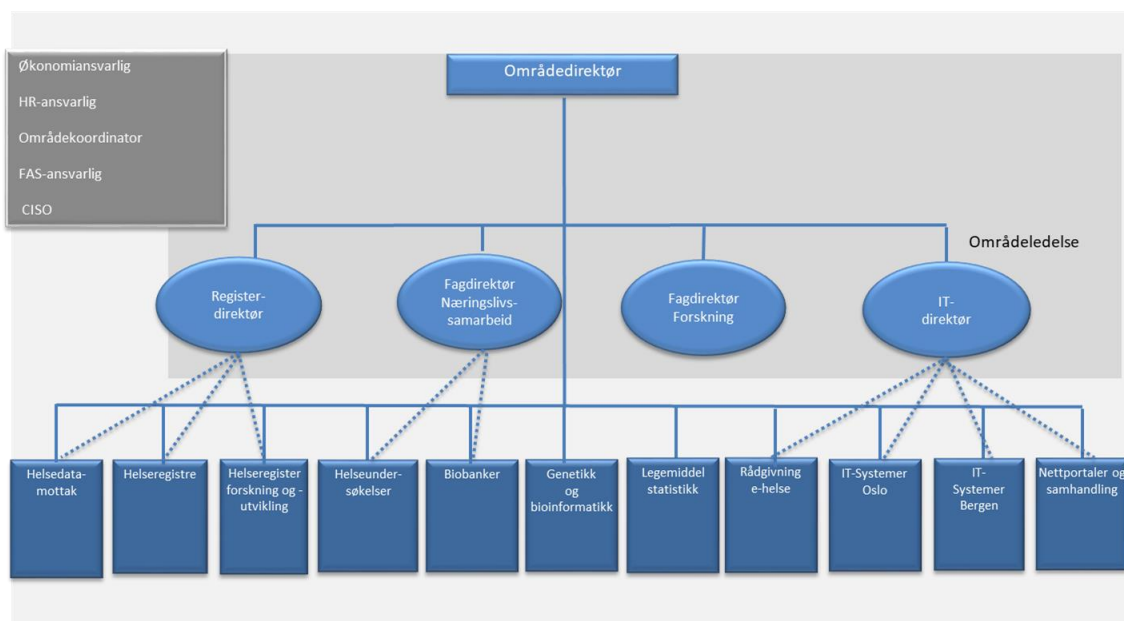 Områdedirektør
Økonomiansvarlig
HR-ansvarlig
Områdekoordinator
FAS-ansvarlig
CISO
Områdeledelse
Register-
direktør
Fagdirektør
Næringslivs-
samarbeid
Fagdirektør
Forskning
IT-
direktør
Helsedata-
mottak
Helseregistre
Helseregister
forskning og -
utvikling
Helseunder-
søkelser
Biobanker
Genetikk
og
bioinformatikk
Legemiddel
statistikk
Rådgivning
e-helse
IT-Systemer
Oslo
IT-
Systemer
Bergen
Nettportaler og
samhandling